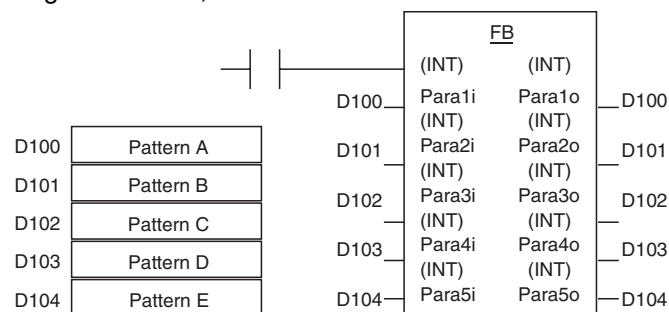 FB
(INT) (INT)
D100 Para1i Para1o D100
(INT) (INT)
D100 Pattern A D101 Para2i Para2o D101
(INT) (INT)
D101 Pattern B D102 Para3i Para3o D102
(INT) (INT)
D102 Pattern C
D103 Para4i Para4o D103
D103 Pattern D (INT) (INT)
D104 Pattern E D104 Para5i Para5o D104